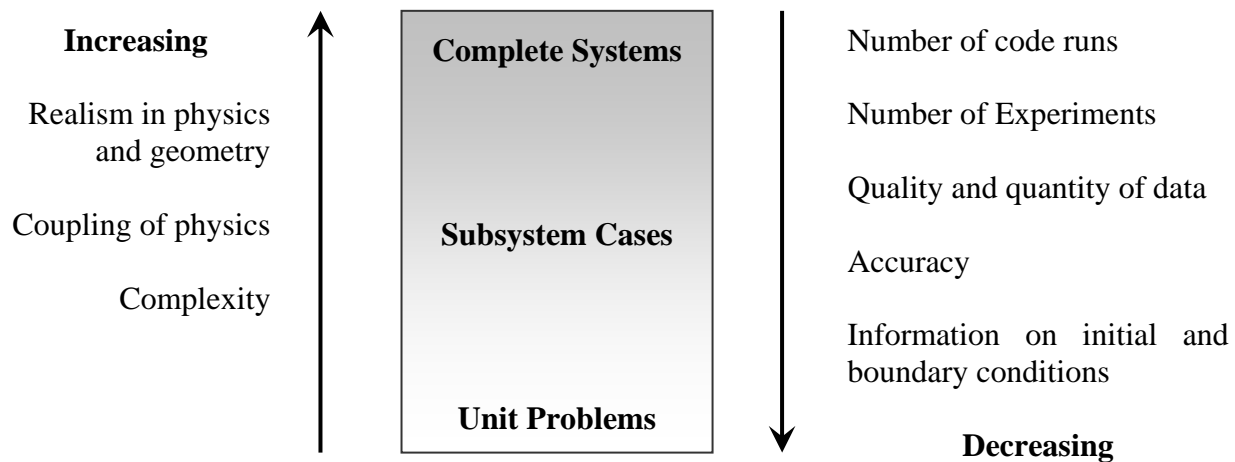 Increasing
Realism in physics
and geometry
Coupling of physics
Complexity
Complete Systems
Subsystem Cases
Unit Problems
Number of code runs
Number of Experiments
Quality and quantity of data
Accuracy
Information on initial and
boundary conditions
Decreasing